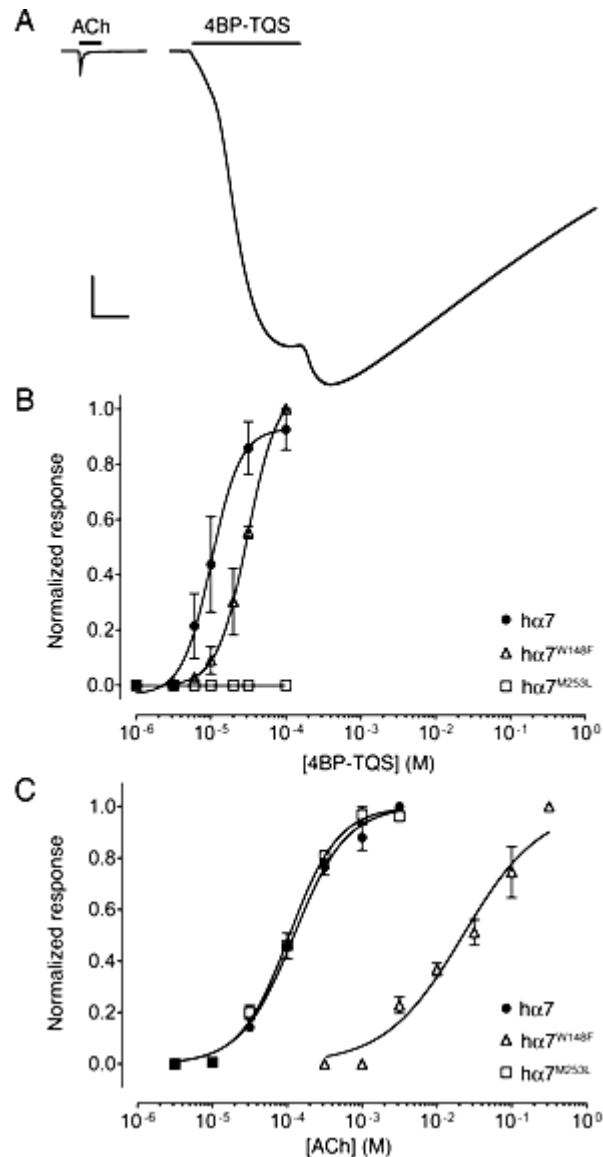 A
ACh
4BP-TQS
B
Normalized response
1.0
0.8
0.6
0.4
0.2
0.0
hα7
hα7W148F
hα7M253L
10-6 10-5 10-4 10-3 10-2 10-1 100
[4BP-TQS] (M)
C
Normalized response
1.0
0.8
0.6
0.4
0.2
0.0
hα7
hα7W148F
hα7M253L
10-6 10-5 10-4 10-3 10-2 10-1 100
[ACh] (M)